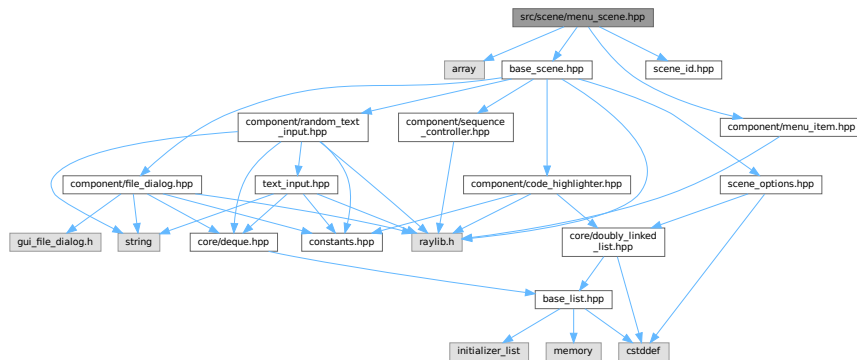 src/scene/menu_scene.hpp
array
base_scene.hpp
scene_id.hpp
component/random_text
_input.hpp
component/sequence
_controller.hpp
component/menu_item.hpp
component/file_dialog.hpp
text_input.hpp
component/code_highlighter.hpp
scene_options.hpp
gui_file_dialog.h
string
core/deque.hpp
constants.hpp
raylib.h
core/doubly_linked
_list.hpp
base_list.hpp
initializer_list
memory
cstddef